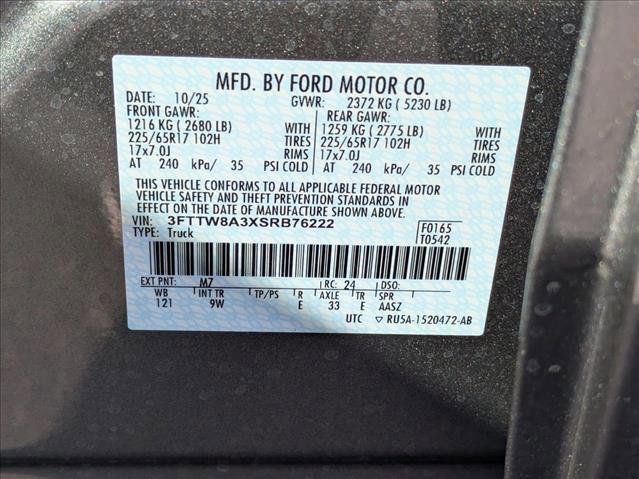 MFD. BY FORD MOTOR CO.
DATE: 10/25 GVWR: 2372 KG ( 5230 LB)
FRONT GAWR: REAR GAWR:
1216 KG ( 2680 LB) WITH 1259 KG ( 2775 LB) WITH
225/65R17 102H TIRES 225/65R17 102H TIRES
17x7.0J RIMS 17x7.0J RIMS
AT 240 kPa/ 35 PSI COLD AT 240 kPa/ 35 PSI COLD
THIS VEHICLE CONFORMS TO ALL APPLICABLE FEDERAL MOTOR
VEHICLE SAFETY AND THEFT PREVENTION STANDARDS IN
EFFECT ON THE DATE OF MANUFACTURE SHOWN ABOVE.
VIN: 3FTTW8A3XSRB76222 F0165
TYPE: Truck T0542
EXT PNT: M7 RC: 24 DSO:
WB INT TR TP/PS R AXLE TR SPR
121 9W E 33 E AASZ
UTC RU5A-1520472-AB